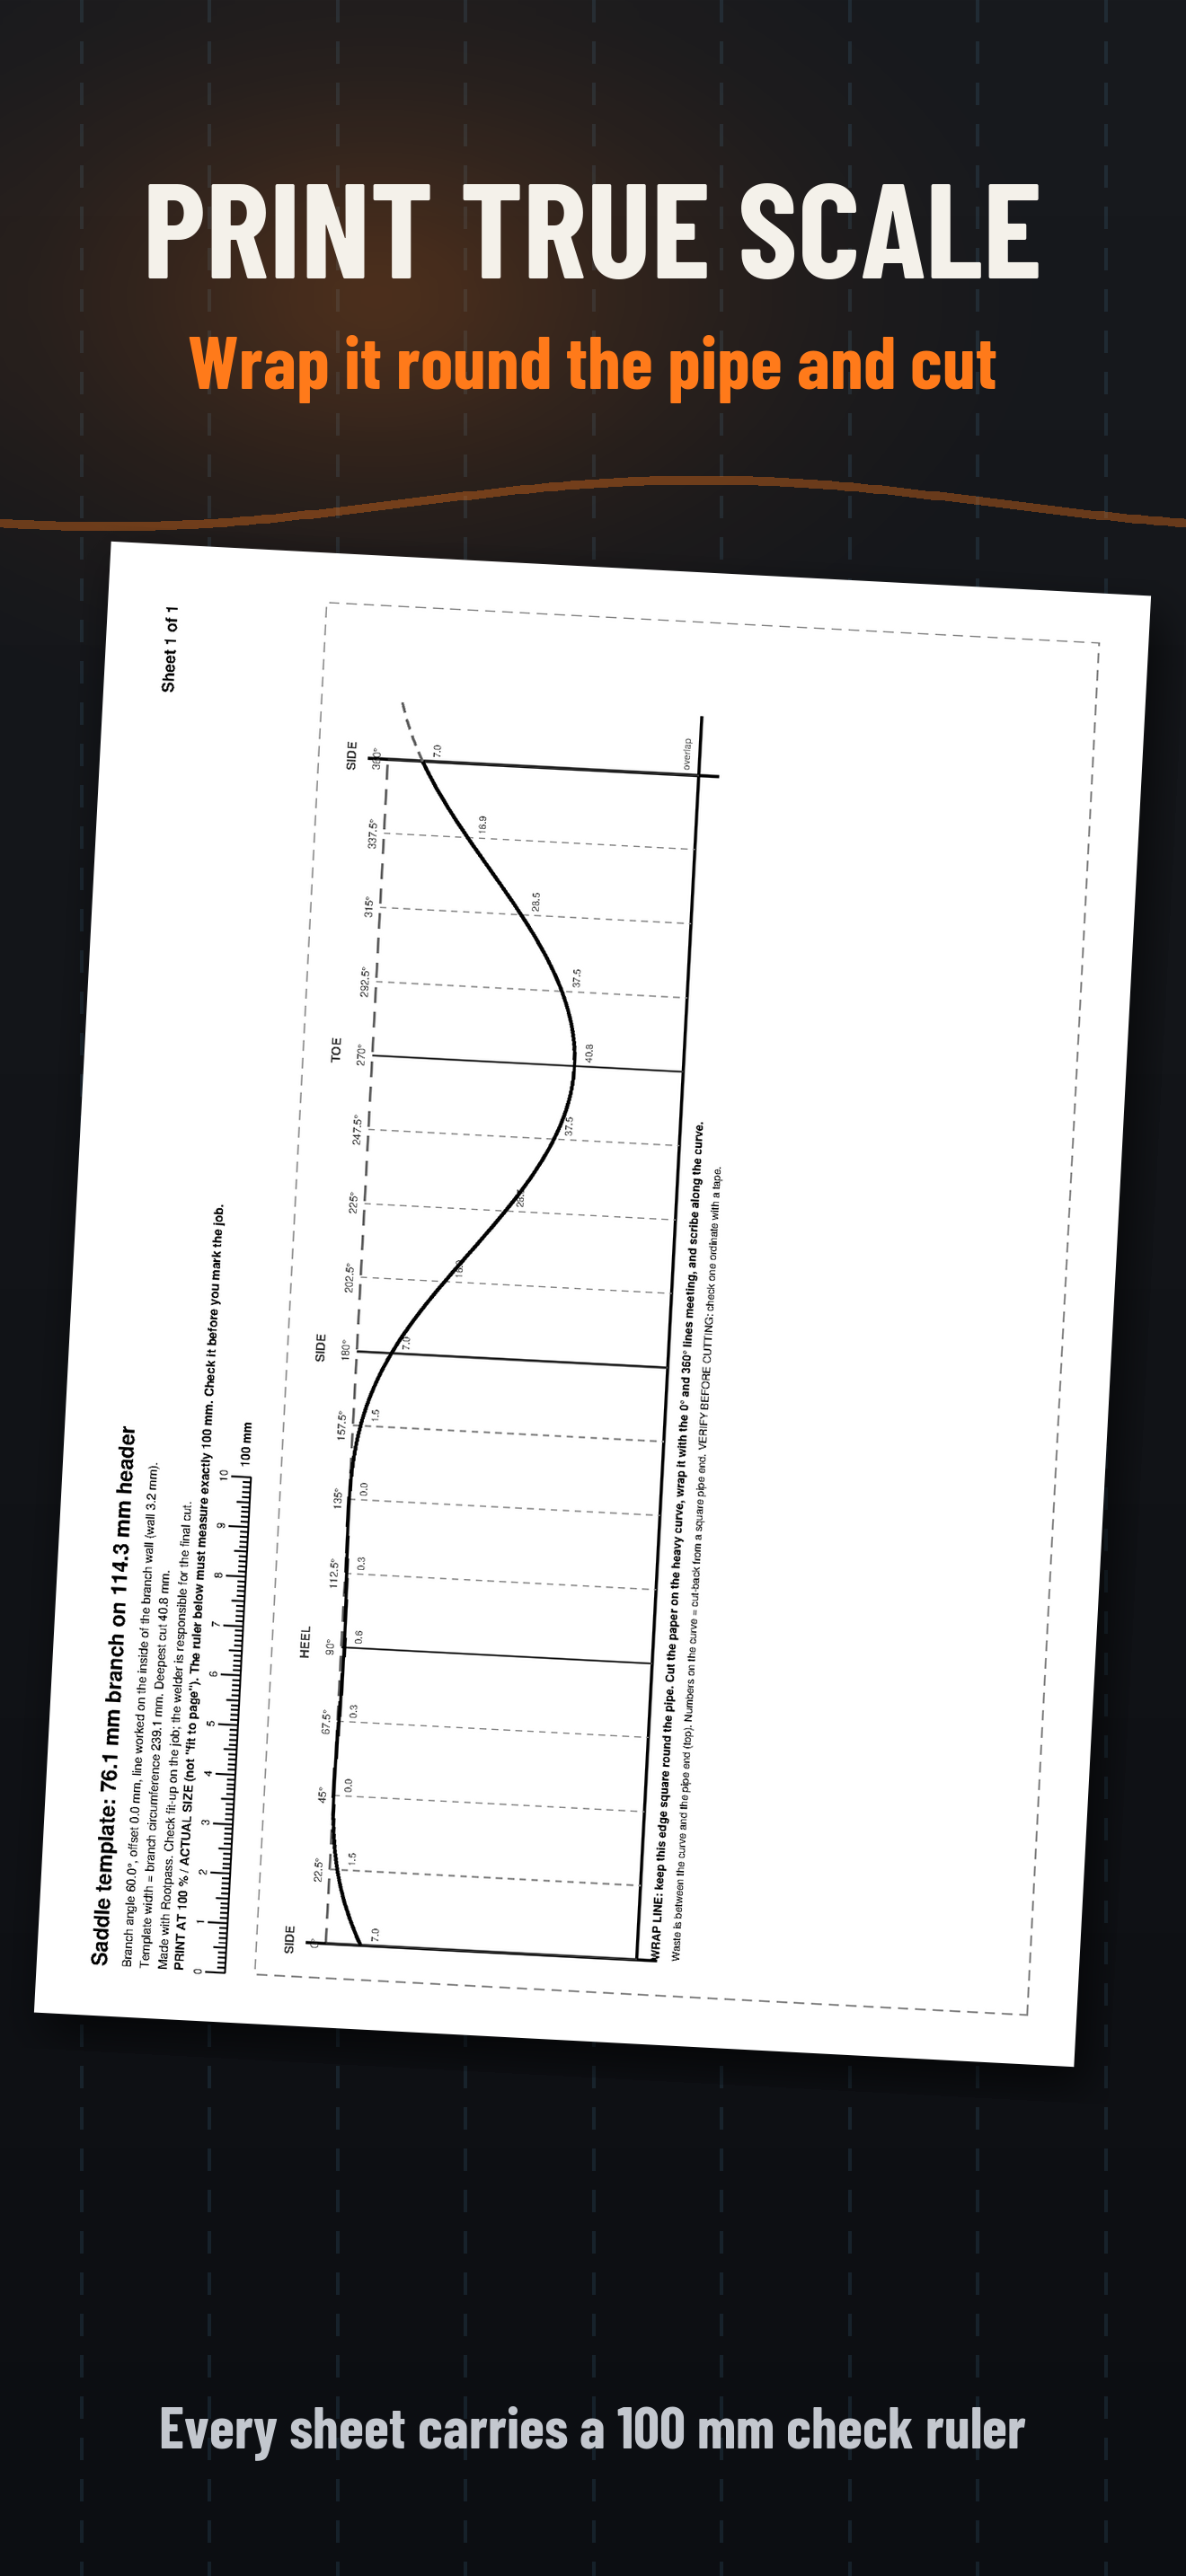 PRINT TRUE SCALE
Wrap it round the pipe and cut
Sheet 1 of 1
Saddle template: 76.1 mm branch on 114.3 mm header
Branch angle 60.0°, offset 0.0 mm, line worked on the inside of the branch wall (wall 3.2 mm).
Template width = branch circumference 239.1 mm. Deepest cut 40.8 mm.
Made with Rootpass. Check fit-up on the job; the welder is responsible for the final cut.
PRINT AT 100 % / ACTUAL SIZE (not "fit to page"). The ruler below must measure exactly 100 mm. Check it before you mark the job.
0 1 2 3 4 5 6 7 8 9 10
100 mm
SIDE HEEL SIDE TOE SIDE
0° 22.5° 45° 67.5° 90° 112.5° 135° 157.5° 180° 202.5° 225° 247.5° 270° 292.5° 315° 337.5° 360°
7.0 1.5 0.0 0.3 0.6 0.3 0.0 1.5 7.0 37.5 40.8 37.5 28.5 16.9 7.0
overlap
WRAP LINE: keep this edge square round the pipe. Cut the paper on the heavy curve, wrap it with the 0° and 360° lines meeting, and scribe along the curve.
Waste is between the curve and the pipe end (top). Numbers on the curve = cut-back from a square pipe end. VERIFY BEFORE CUTTING: check one ordinate with a tape.
Every sheet carries a 100 mm check ruler